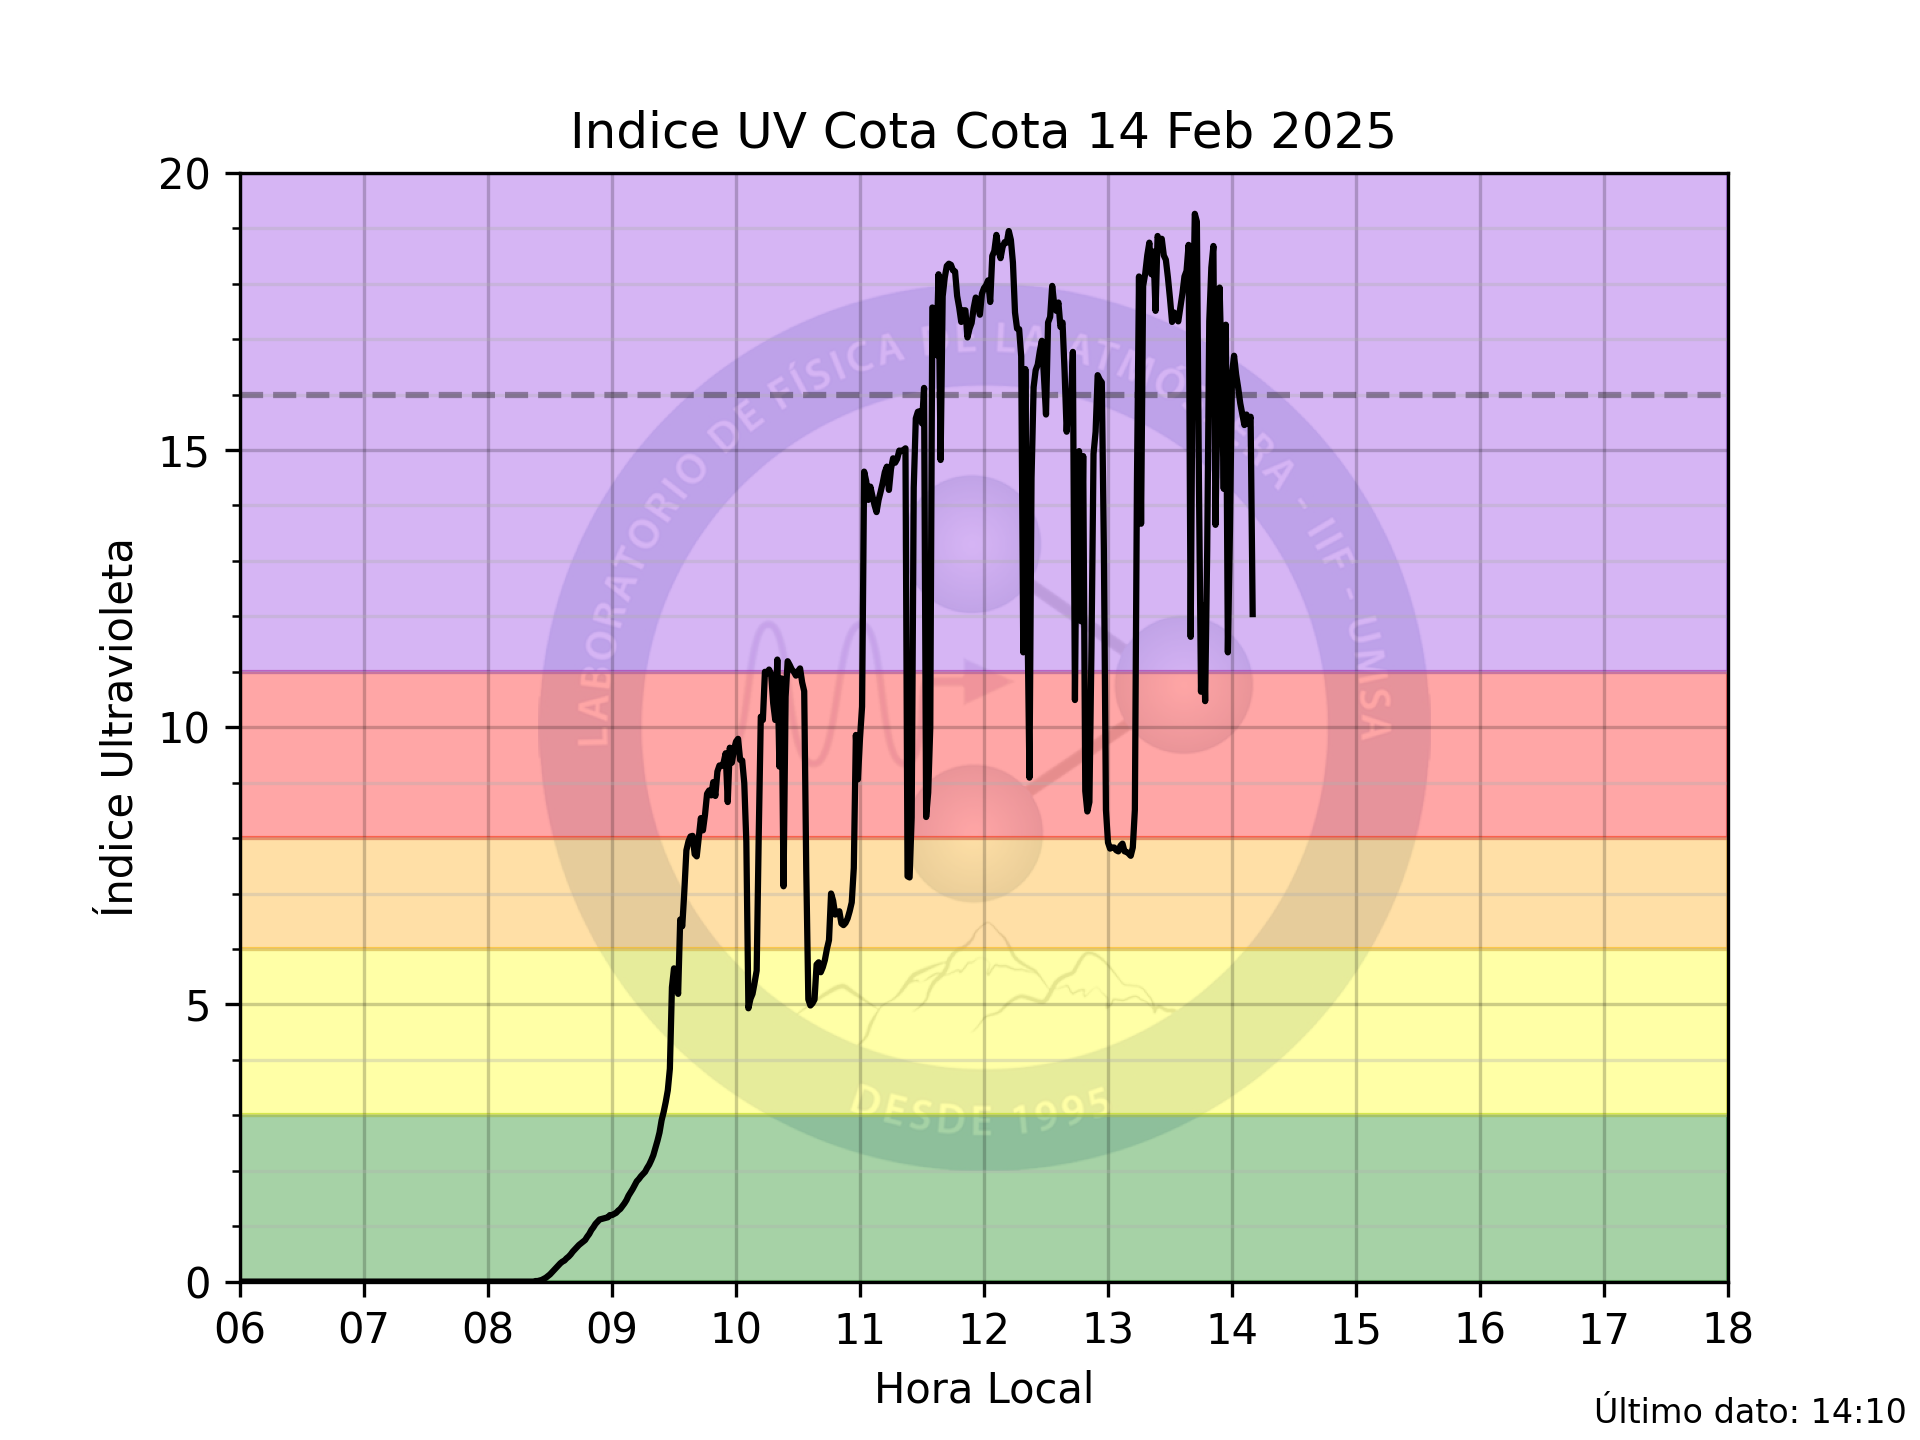 Indice UV Cota Cota 14 Feb 2025
20
15
10
5
0
Índice Ultravioleta
LABORATORIO DE FÍSICA DE LA ATMÓSFERA - IIF - UMSA
DESDE 1995
06 07 08 09 10 11 12 13 14 15 16 17 18
Hora Local
Último dato: 14:10